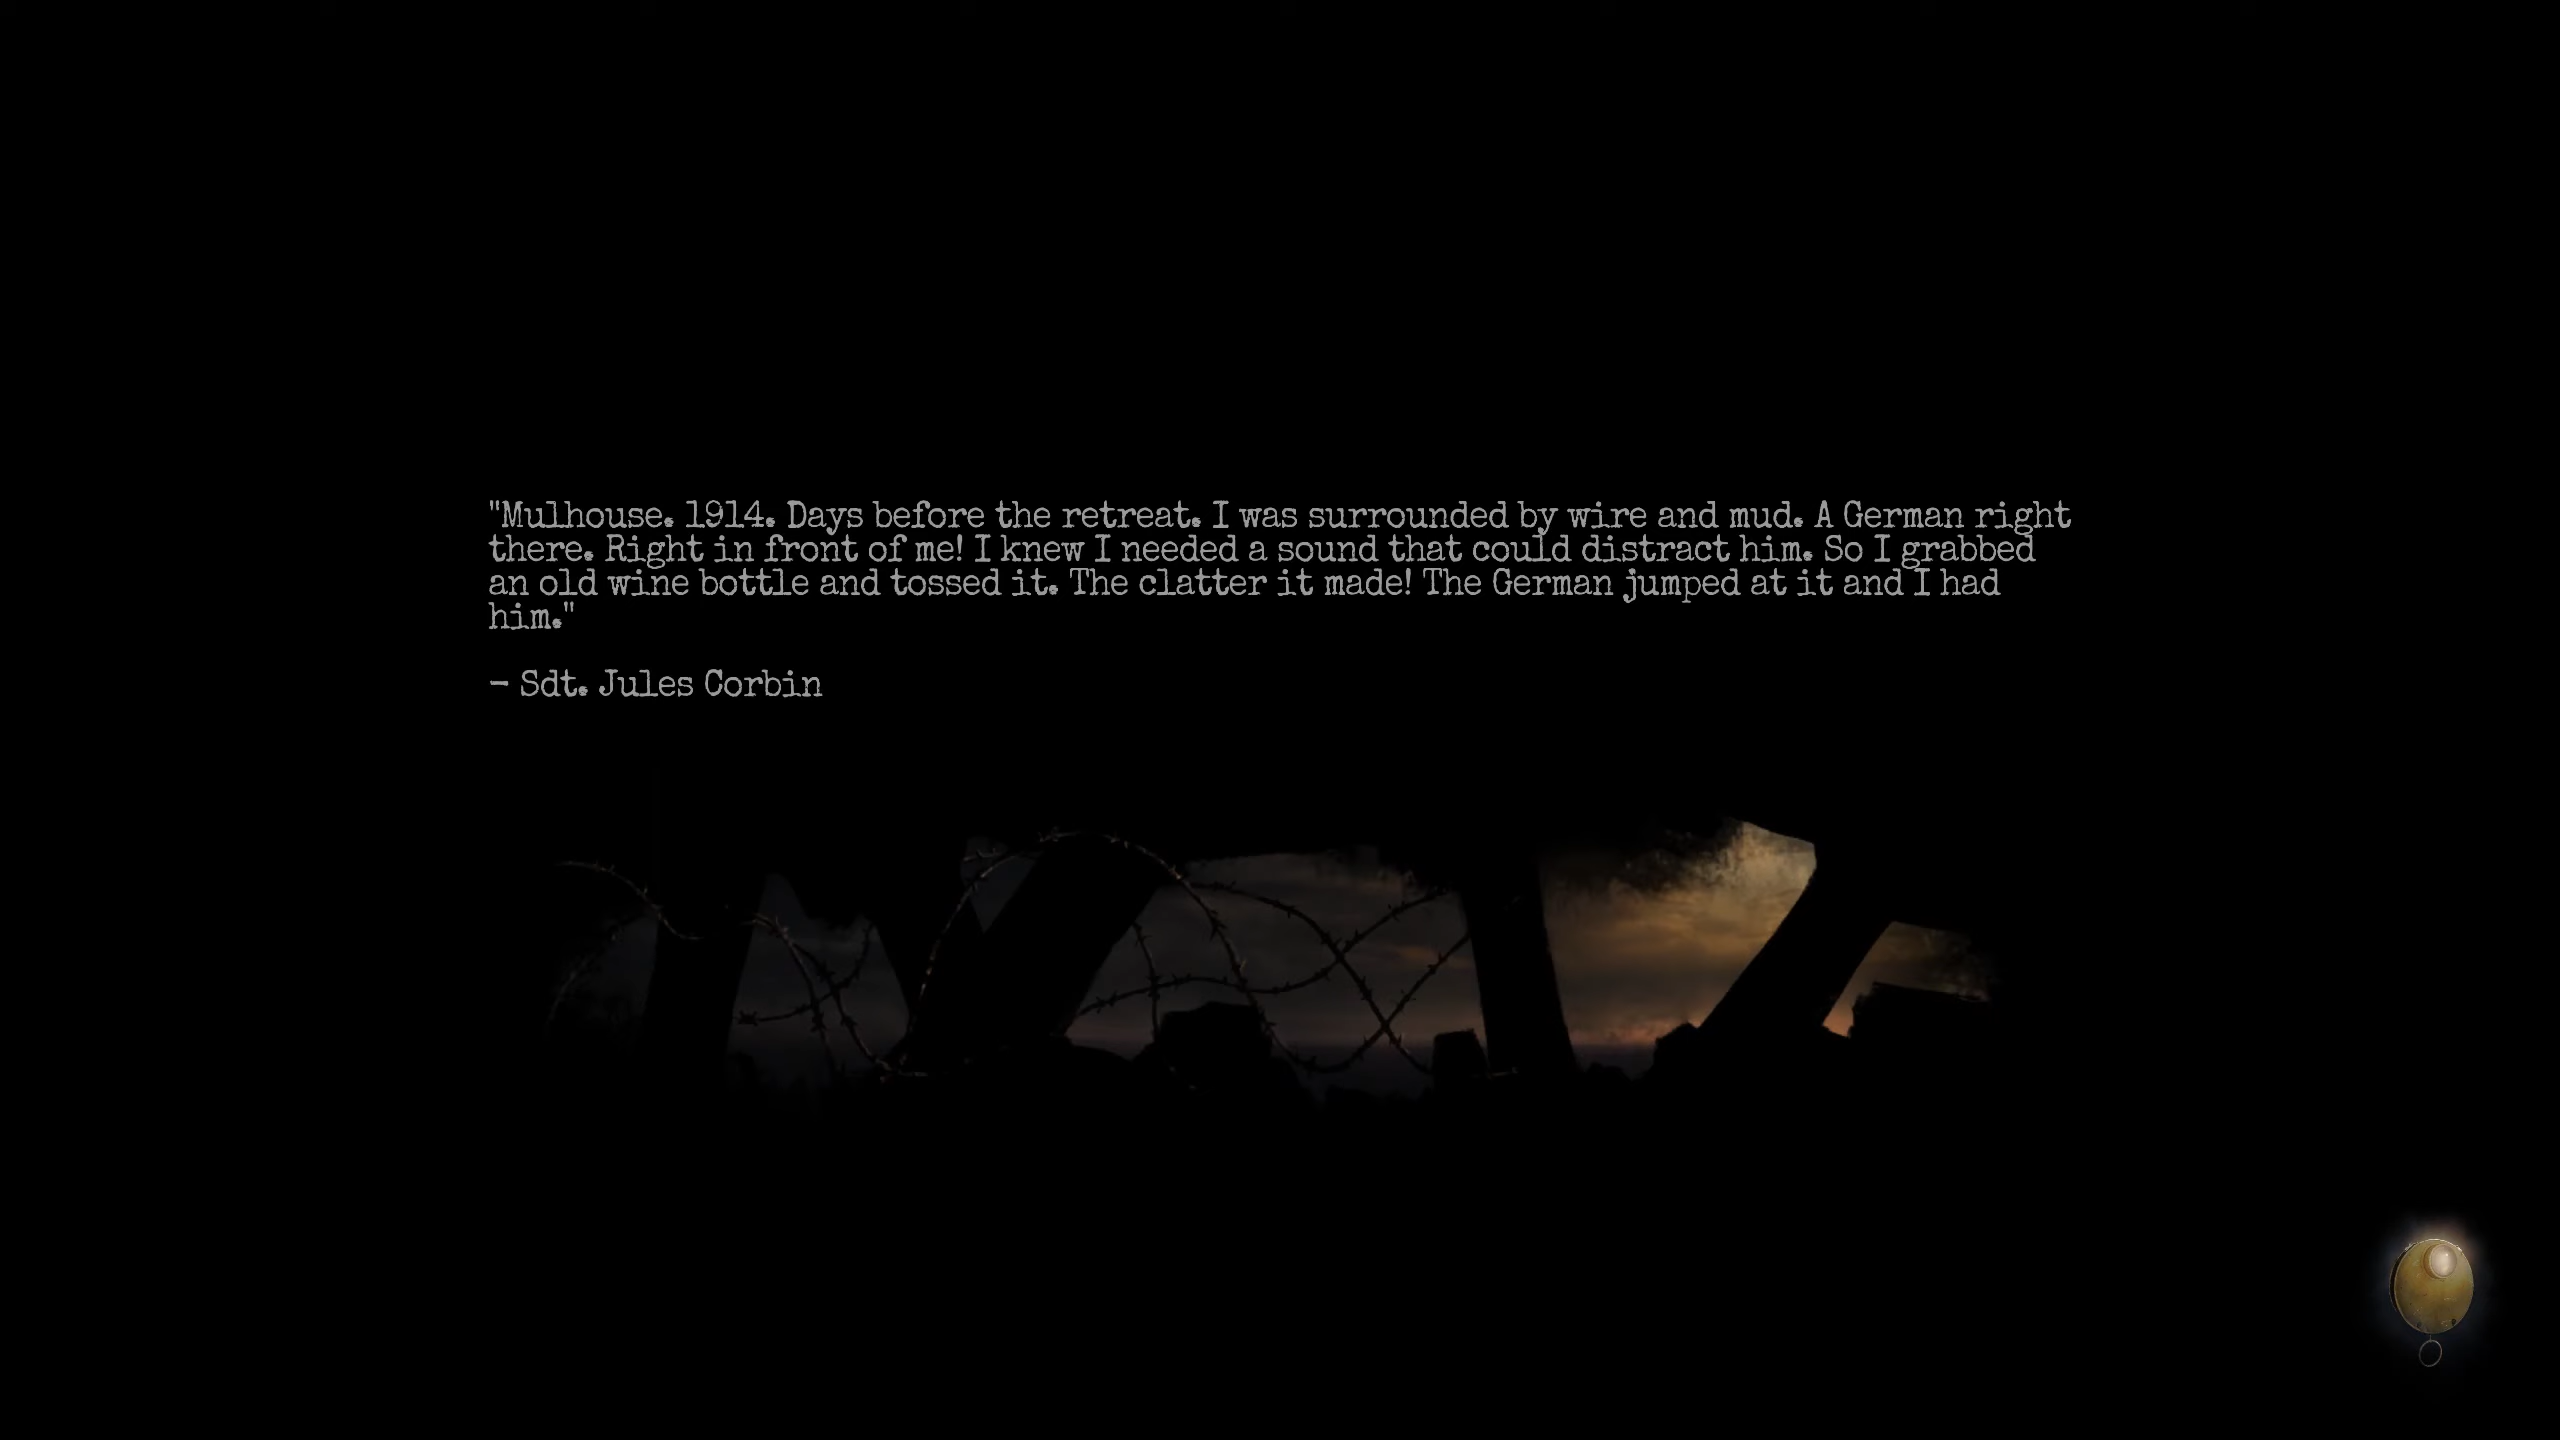 "Mulhouse. 1914. Days before the retreat. I was surrounded by wire and mud. A German right
there. Right in front of me! I knew I needed a sound that could distract him. So I grabbed
an old wine bottle and tossed it. The clatter it made! The German jumped at it and I had
him."
- Sdt. Jules Corbin